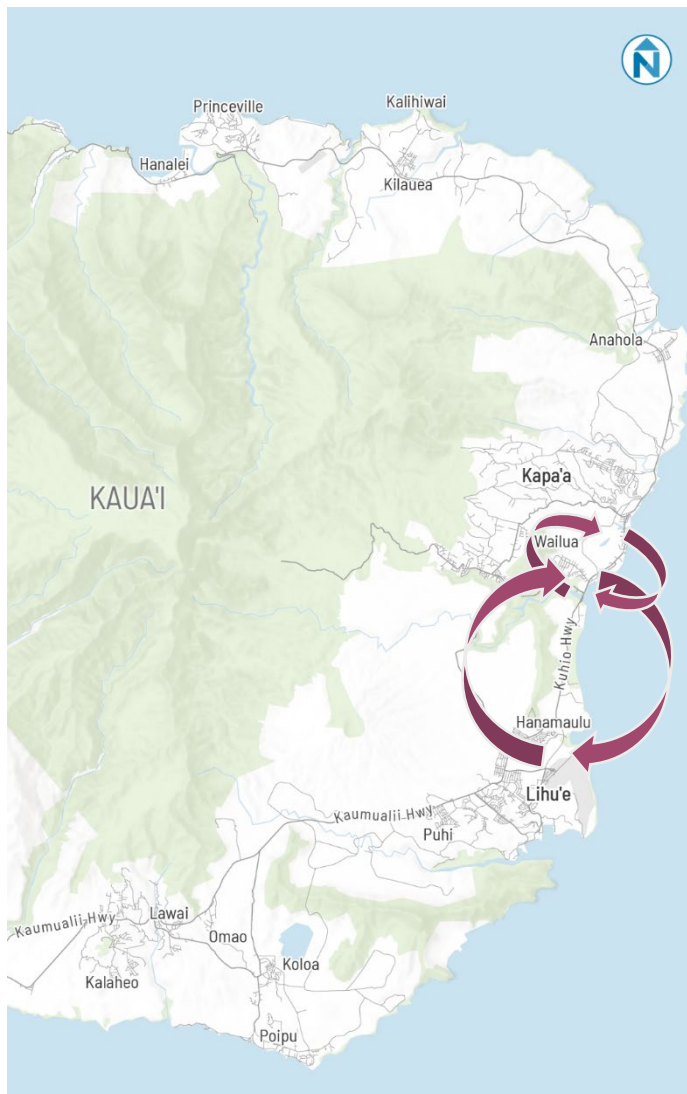 N
Princeville
Kalihiwai
Hanalei
Kilauea
Anahola
Kapa'a
KAUA'I
Wailua
Kuhio Hwy
Hanamaulu
Lihu'e
Kaumualii Hwy
Puhi
Kaumualii Hwy
Lawai
Omao
Koloa
Kalaheo
Poipu